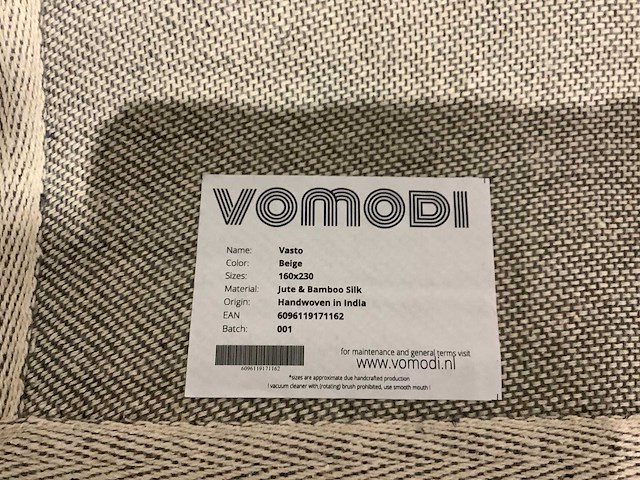 VOMODI
Name: Vasto
Color: Beige
Sizes: 160x230
Material: Jute & Bamboo Silk
Origin: Handwoven in India
EAN 6096119171162
Batch: 001
6096119171162
for maintenance and general terms visit
www.vomodi.nl
*sizes are approximate due handcrafted production
! vacuum cleaner with (rotating) brush prohibited, use smooth mouth !